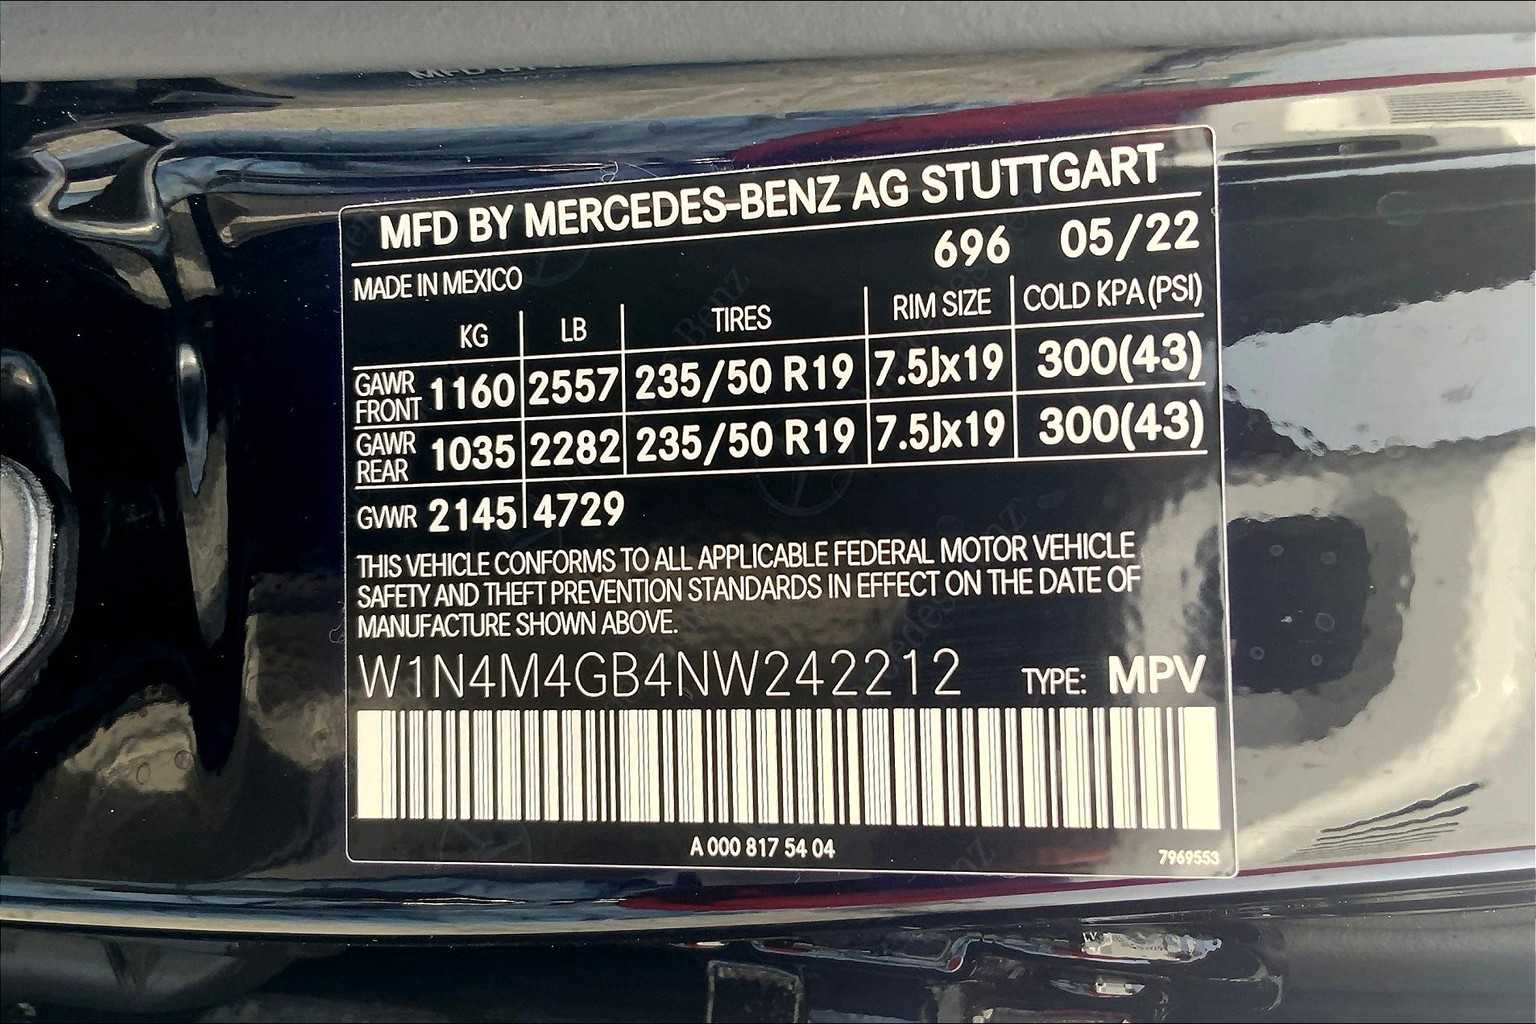 MFD BY MERCEDES-BENZ AG STUTTGART
696 05/22
MADE IN MEXICO
KG LB TIRES RIM SIZE COLD KPA (PSI)
GAWR FRONT 1160 2557 235/50 R19 7.5Jx19 300(43)
GAWR REAR 1035 2282 235/50 R19 7.5Jx19 300(43)
GVWR 2145 4729
THIS VEHICLE CONFORMS TO ALL APPLICABLE FEDERAL MOTOR VEHICLE
SAFETY AND THEFT PREVENTION STANDARDS IN EFFECT ON THE DATE OF
MANUFACTURE SHOWN ABOVE.
W1N4M4GB4NW242212 TYPE: MPV
A 000 817 54 04
7969553